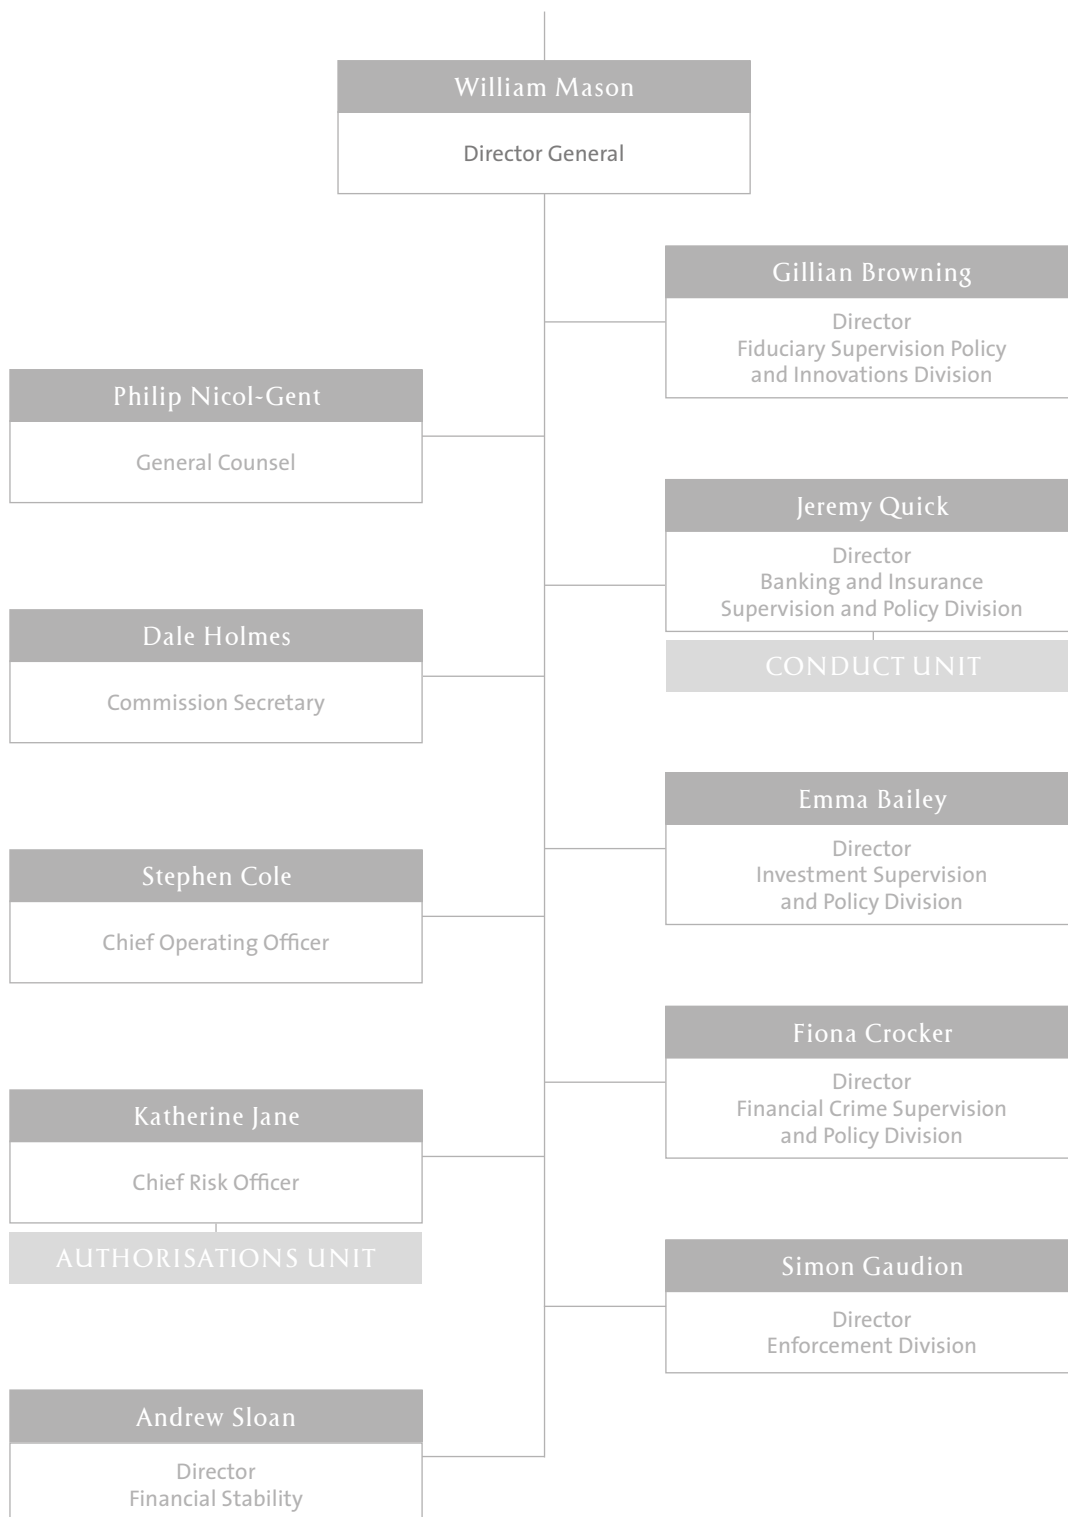 William Mason
Director General
Gillian Browning
Director
Fiduciary Supervision Policy
and Innovations Division
Philip Nicol-Gent
General Counsel
Jeremy Quick
Director
Banking and Insurance
Supervision and Policy Division
CONDUCT UNIT
Dale Holmes
Commission Secretary
Emma Bailey
Director
Investment Supervision
and Policy Division
Stephen Cole
Chief Operating Officer
Fiona Crocker
Director
Financial Crime Supervision
and Policy Division
Katherine Jane
Chief Risk Officer
AUTHORISATIONS UNIT
Simon Gaudion
Director
Enforcement Division
Andrew Sloan
Director
Financial Stability